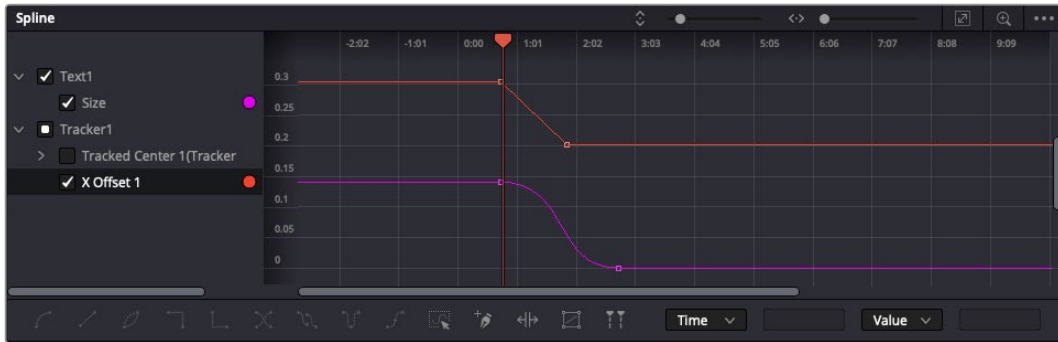 Spline
-2:02 -1:01 0:00 1:01 2:02 3:03 4:04 5:05 6:06 7:07 8:08 9:09
Text1
Size
Tracker1
Tracked Center 1(Tracker
X Offset 1
0.3
0.25
0.2
0.15
0.1
0.05
0
Time
Value